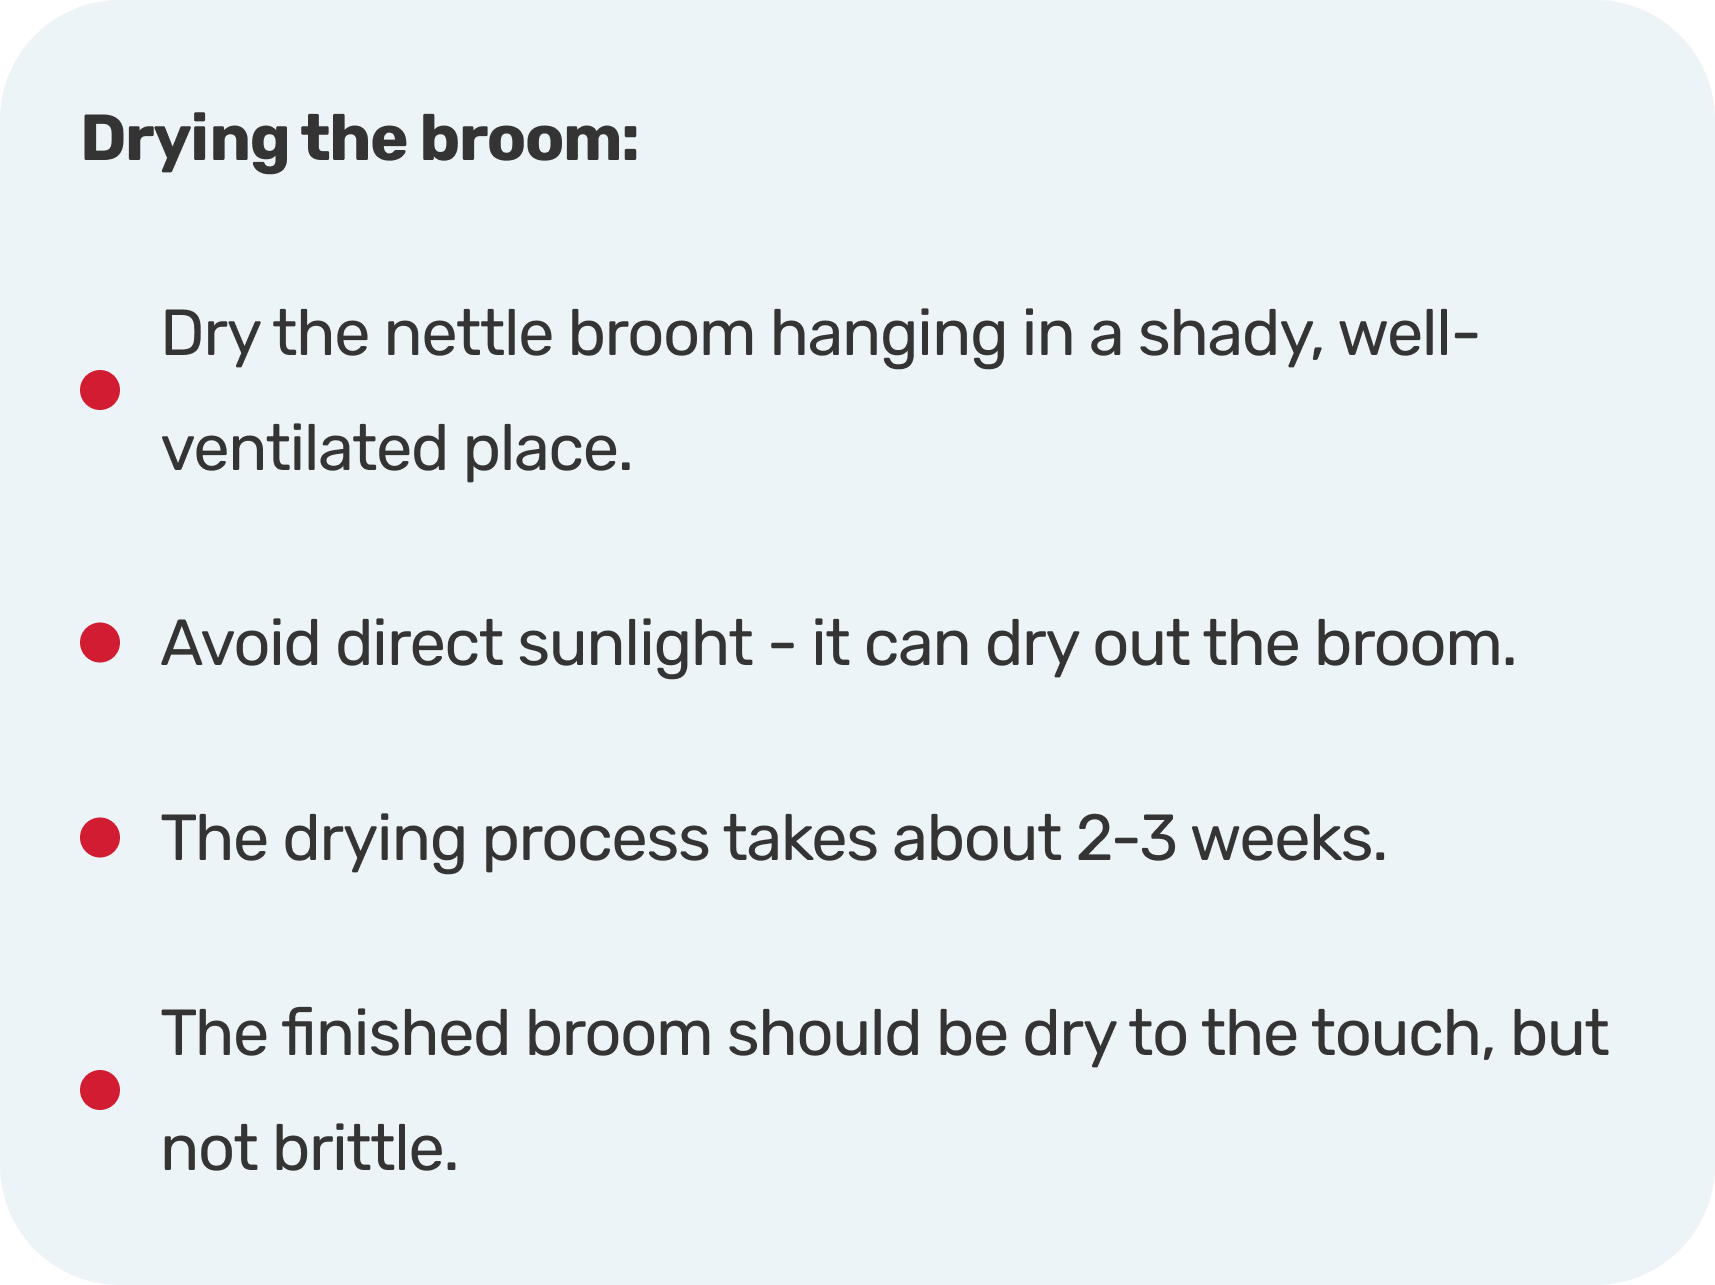 Drying the broom:
Dry the nettle broom hanging in a shady, well-
ventilated place.
Avoid direct sunlight - it can dry out the broom.
The drying process takes about 2-3 weeks.
The finished broom should be dry to the touch, but
not brittle.